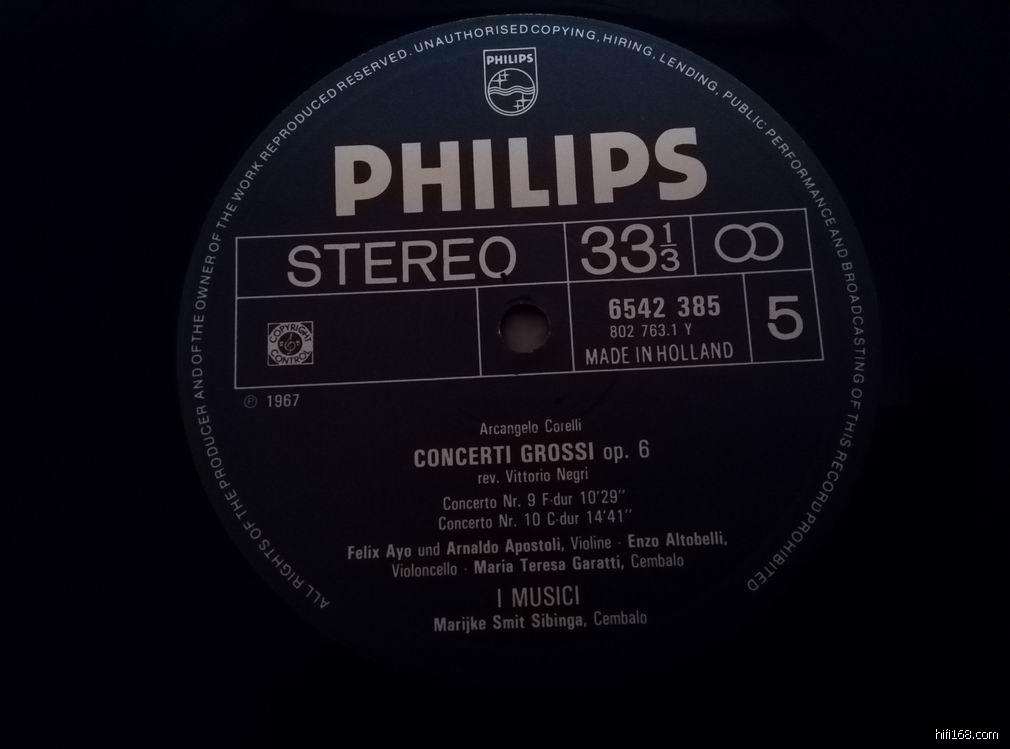 ALL RIGHTS OF THE PRODUCER AND OF THE OWNER OF THE WORK REPRODUCED RESERVED. UNAUTHORISED COPYING, HIRING, LENDING, PUBLIC PERFORMANCE AND BROADCASTING OF THIS RECORD PROHIBITED
PHILIPS
PHILIPS
STEREO
33 1/3
6542 385
802 763.1 Y
MADE IN HOLLAND
5
COPYRIGHT
CONTROL
℗ 1967
Arcangelo Corelli
CONCERTI GROSSI op. 6
rev. Vittorio Negri
Concerto Nr. 9 F-dur 10'29''
Concerto Nr. 10 C-dur 14'41''
Felix Ayo und Arnaldo Apostoli, Violine · Enzo Altobelli,
Violoncello · Maria Teresa Garatti, Cembalo
I MUSICI
Marijke Smit Sibinga, Cembalo
hifi168.com